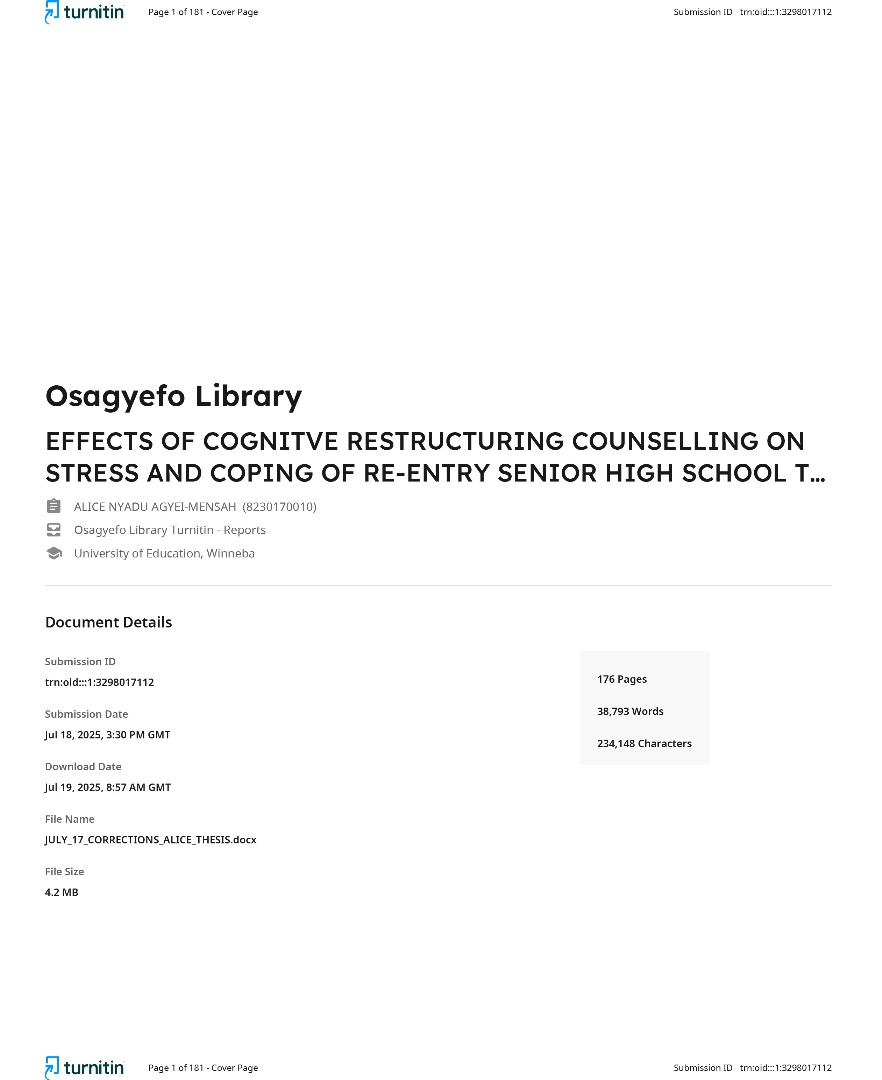 turnitin Page 1 of 181 - Cover Page Submission ID trn:oid:::1:3298017112
Osagyefo Library
EFFECTS OF COGNITVE RESTRUCTURING COUNSELLING ON
STRESS AND COPING OF RE-ENTRY SENIOR HIGH SCHOOL T...
ALICE NYADU AGYEI-MENSAH (8230170010)
Osagyefo Library Turnitin - Reports
University of Education, Winneba
Document Details
Submission ID
trn:oid:::1:3298017112
Submission Date
Jul 18, 2025, 3:30 PM GMT
Download Date
Jul 19, 2025, 8:57 AM GMT
File Name
JULY_17_CORRECTIONS_ALICE_THESIS.docx
File Size
4.2 MB
176 Pages
38,793 Words
234,148 Characters
turnitin Page 1 of 181 - Cover Page Submission ID trn:oid:::1:3298017112